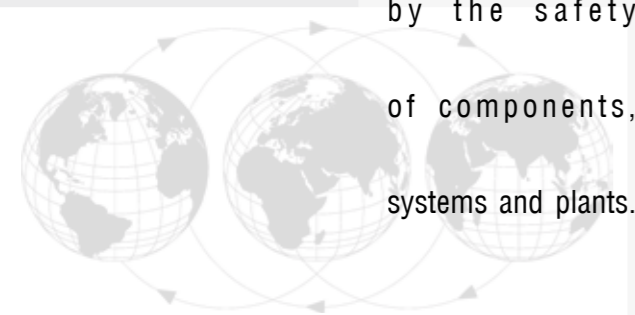 by the safety
of components,
systems and plants.